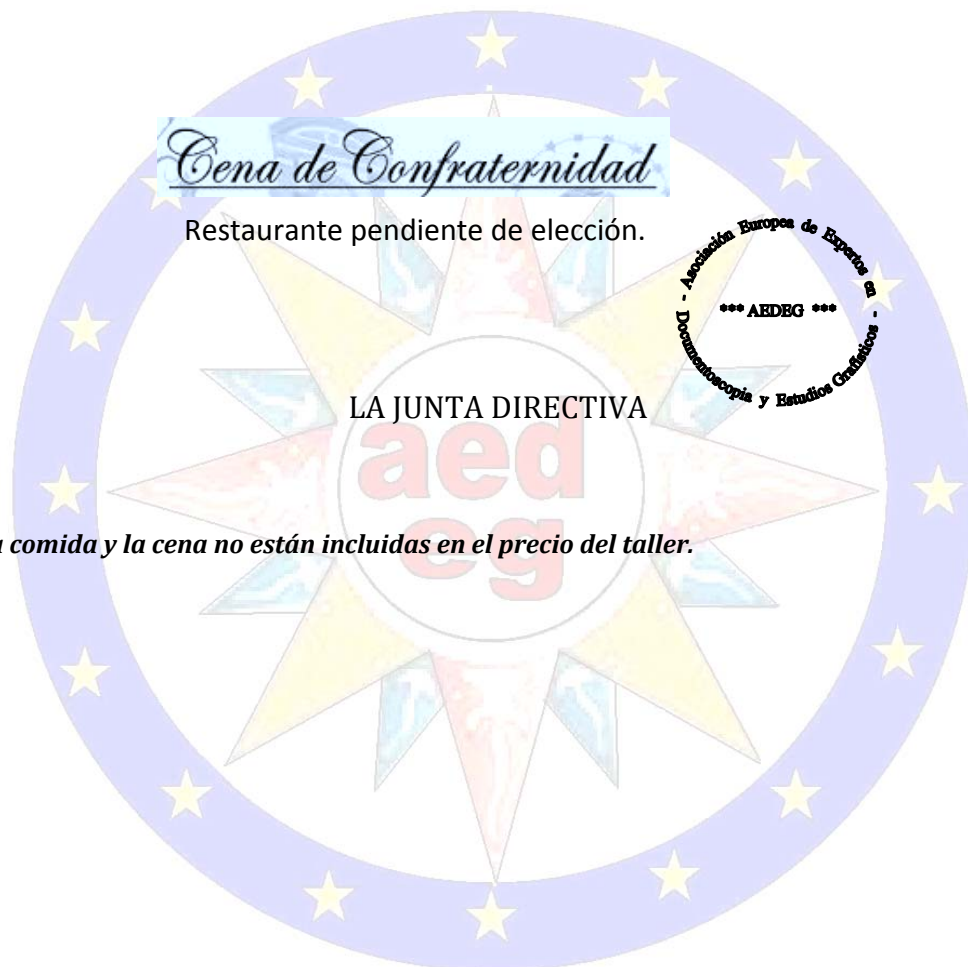 Cena de Confraternidad
Restaurante pendiente de elección.
- Asociación Europea de Expertos en
*** AEDEG ***
Documentoscopia y Estudios Grafísticos -
LA JUNTA DIRECTIVA
aed
eg
comida y la cena no están incluidas en el precio del taller.